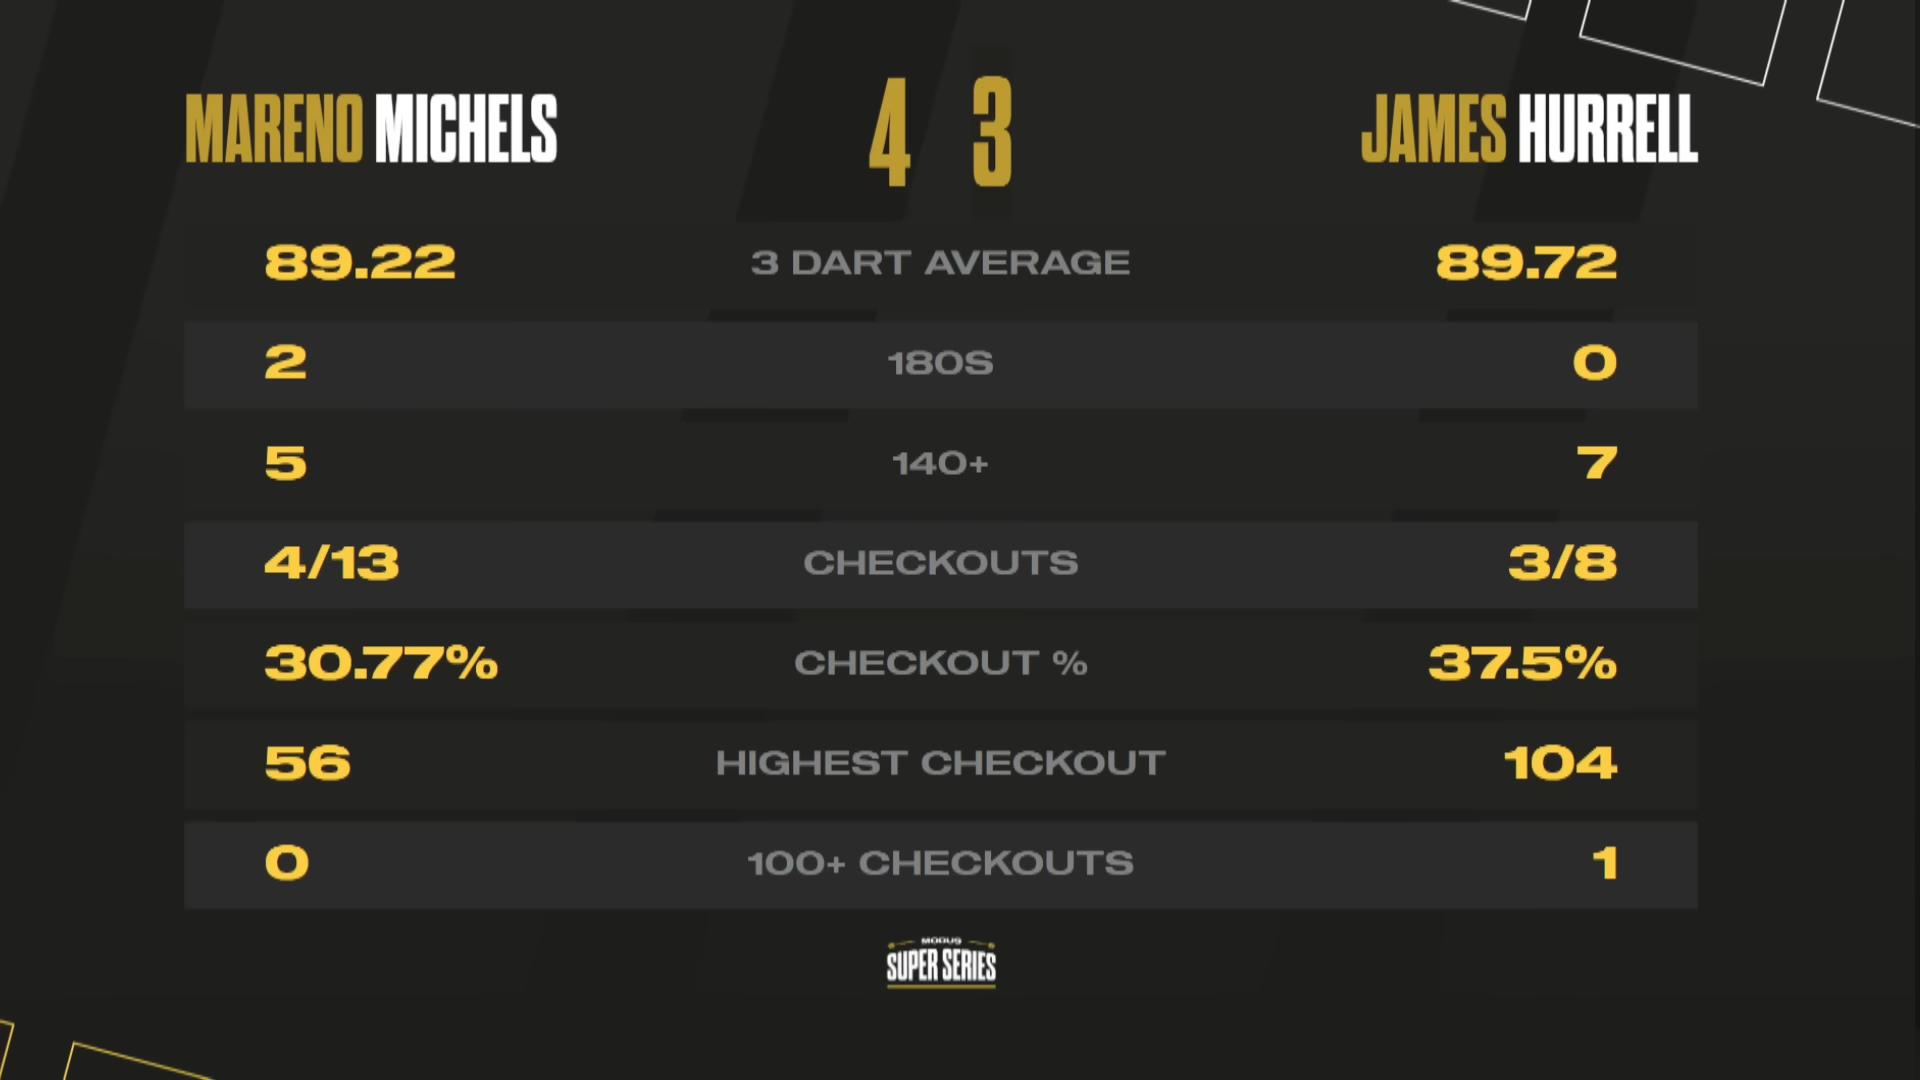 MARENO MICHELS 4 3 JAMES HURRELL
89.22 3 DART AVERAGE 89.72
2 180S 0
5 140+ 7
4/13 CHECKOUTS 3/8
30.77% CHECKOUT % 37.5%
56 HIGHEST CHECKOUT 104
0 100+ CHECKOUTS 1
MODUS
SUPER SERIES